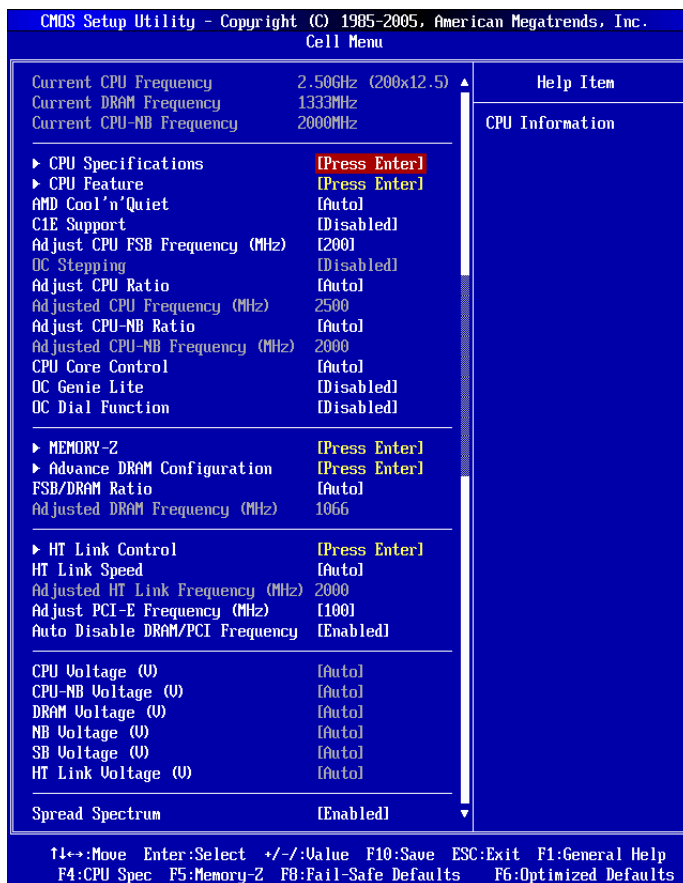 CMOS Setup Utility - Copyright (C) 1985-2005, American Megatrends, Inc.
Cell Menu
Current CPU Frequency 2.50GHz (200x12.5)
Current DRAM Frequency 1333MHz
Current CPU-NB Frequency 2000MHz
CPU Specifications [Press Enter]
CPU Feature [Press Enter]
AMD Cool'n'Quiet [Auto]
C1E Support [Disabled]
Adjust CPU FSB Frequency (MHz) [200]
OC Stepping [Disabled]
Adjust CPU Ratio [Auto]
Adjusted CPU Frequency (MHz) 2500
Adjust CPU-NB Ratio [Auto]
Adjusted CPU-NB Frequency (MHz) 2000
CPU Core Control [Auto]
OC Genie Lite [Disabled]
OC Dial Function [Disabled]
MEMORY-Z [Press Enter]
Advance DRAM Configuration [Press Enter]
FSB/DRAM Ratio [Auto]
Adjusted DRAM Frequency (MHz) 1066
HT Link Control [Press Enter]
HT Link Speed [Auto]
Adjusted HT Link Frequency (MHz) 2000
Adjust PCI-E Frequency (MHz) [100]
Auto Disable DRAM/PCI Frequency [Enabled]
CPU Voltage (V) [Auto]
CPU-NB Voltage (V) [Auto]
DRAM Voltage (V) [Auto]
NB Voltage (V) [Auto]
SB Voltage (V) [Auto]
HT Link Voltage (V) [Auto]
Spread Spectrum [Enabled]
Help Item
CPU Information
↑↓↔:Move Enter:Select +/-/:Value F10:Save ESC:Exit F1:General Help
F4:CPU Spec F5:Memory-Z F8:Fail-Safe Defaults F6:Optimized Defaults